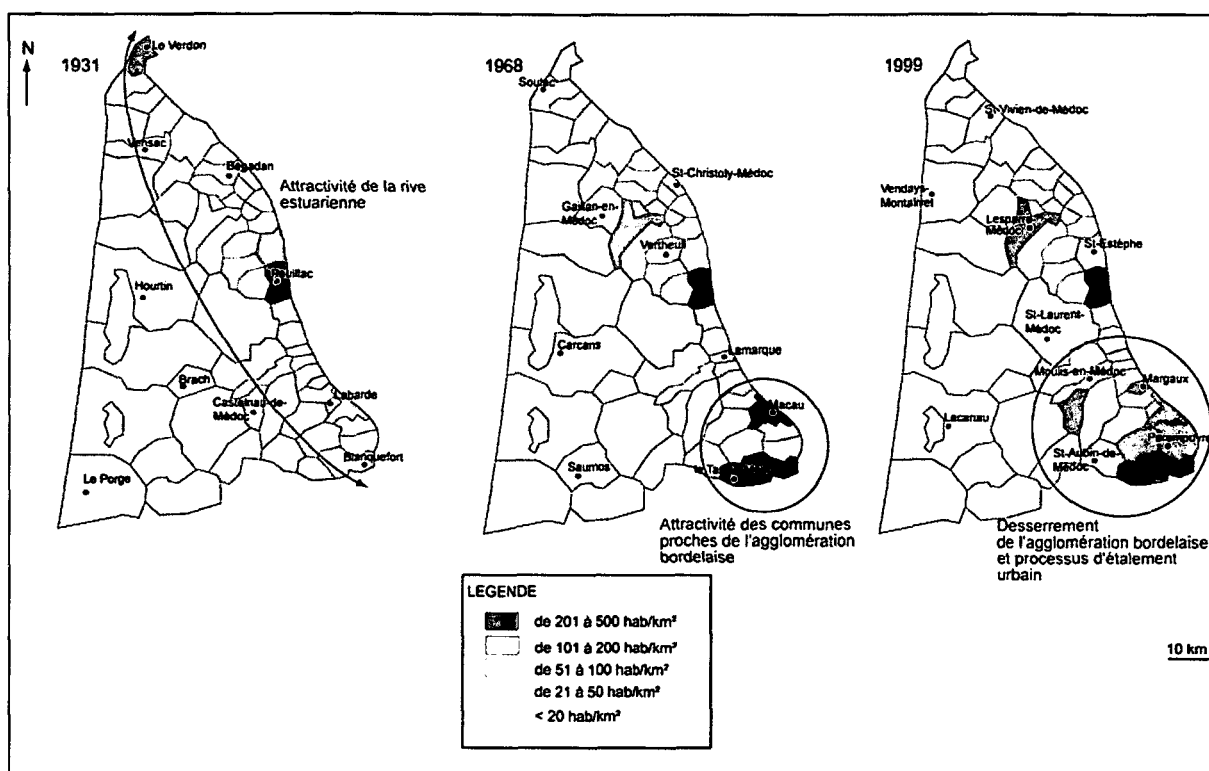 N
1931
Le Verdon
Vensac
Bégadan
Attractivité de la rive
estuarienne
Pauillac
Hourtin
Brach
Castelnau-de-
Médoc
Labarde
Blanquefort
Le Porge
1968
Soulac
St-Christoly-Médoc
Gaillan-en-
Médoc
Vertheuil
Carcans
Lamarque
Macau
Saumos
le Ta
Attractivité des communes
proches de l'agglomération
bordelaise
1999
St-Vivien-de-Médoc
Vendays-
Montalivet
Lesparre-
Médoc
St-Estèphe
St-Laurent-
Médoc
Moulis-en-Médoc
Margaux
Lacanau
Parempuyre
St-Aubin-de-
Médoc
Desserrement
de l'agglomération bordelaise
et processus d'étalement
urbain
LEGENDE
de 201 à 500 hab/km²
de 101 à 200 hab/km²
de 51 à 100 hab/km²
de 21 à 50 hab/km²
< 20 hab/km²
10 km